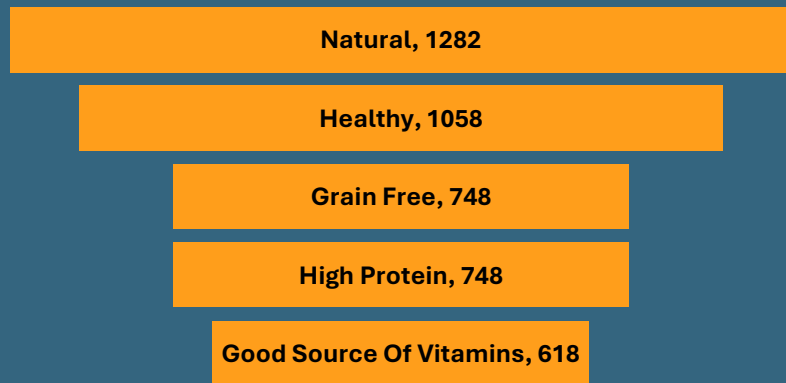 Natural, 1282
Healthy, 1058
Grain Free, 748
High Protein, 748
Good Source Of Vitamins, 618